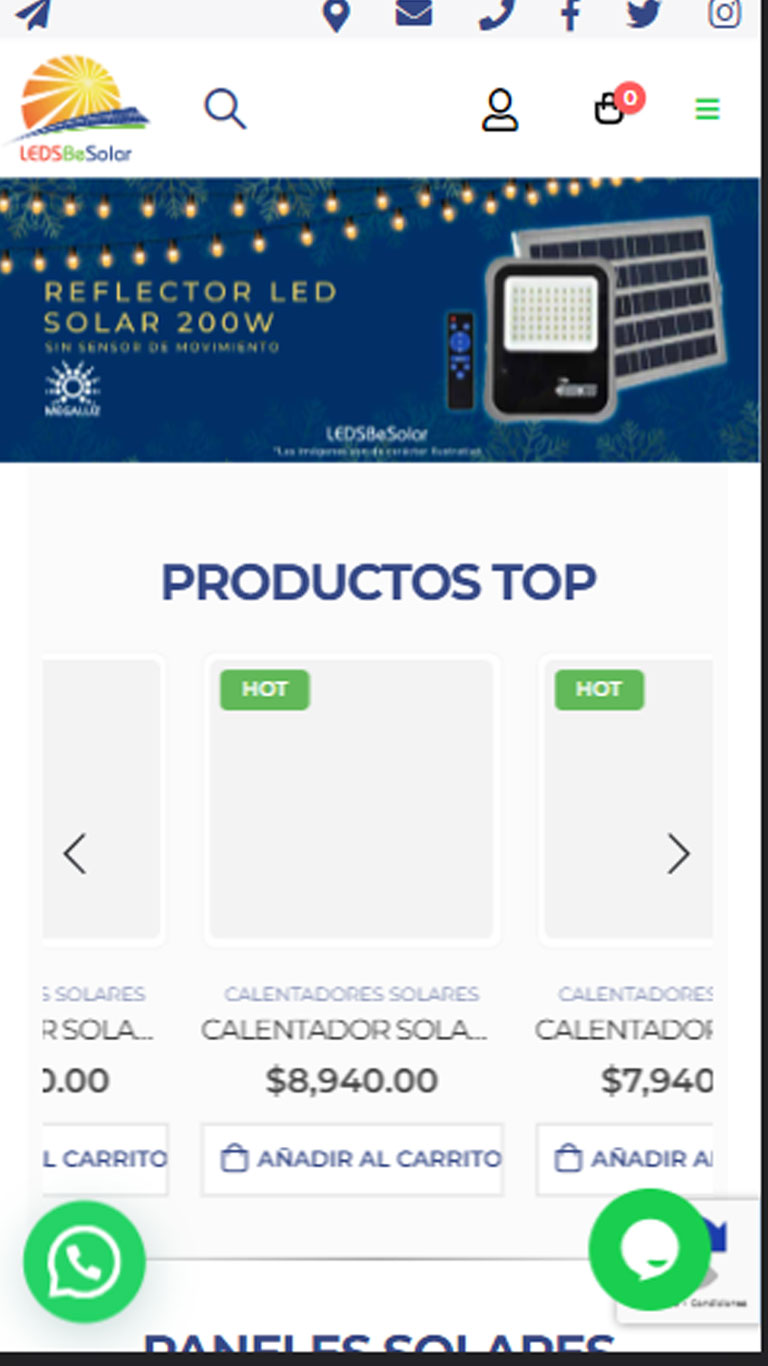 LEDSBeSolar
0
REFLECTOR LED
SOLAR 200W
SIN SENSOR DE MOVIMIENTO
MEGALUZ
LEDSBeSolar
*Las imágenes son de carácter ilustrativo
PRODUCTOS TOP
HOT
HOT
S SOLARES
CALENTADORES SOLARES
CALENTADORES
R SOLA...
CALENTADOR SOLA...
CALENTADOR
0.00
$8,940.00
$7,940
L CARRITO
AÑADIR AL CARRITO
AÑADIR A
- Condiciones
PANELES SOLARES